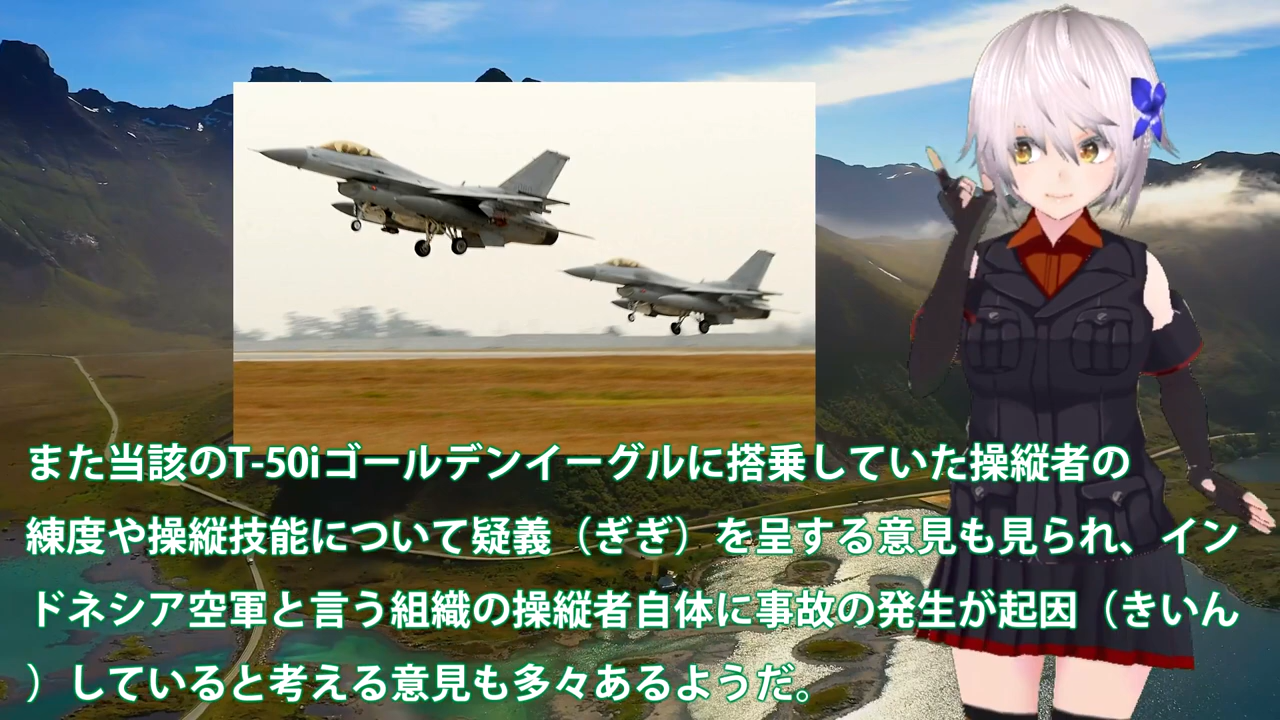 また当該のT-50iゴールデンイーグルに搭乗していた操縦者の
練度や操縦技能について疑義（ぎぎ）を呈する意見も見られ、イン
ドネシア空軍と言う組織の操縦者自体に事故の発生が起因（きいん
）していると考える意見も多々あるようだ。